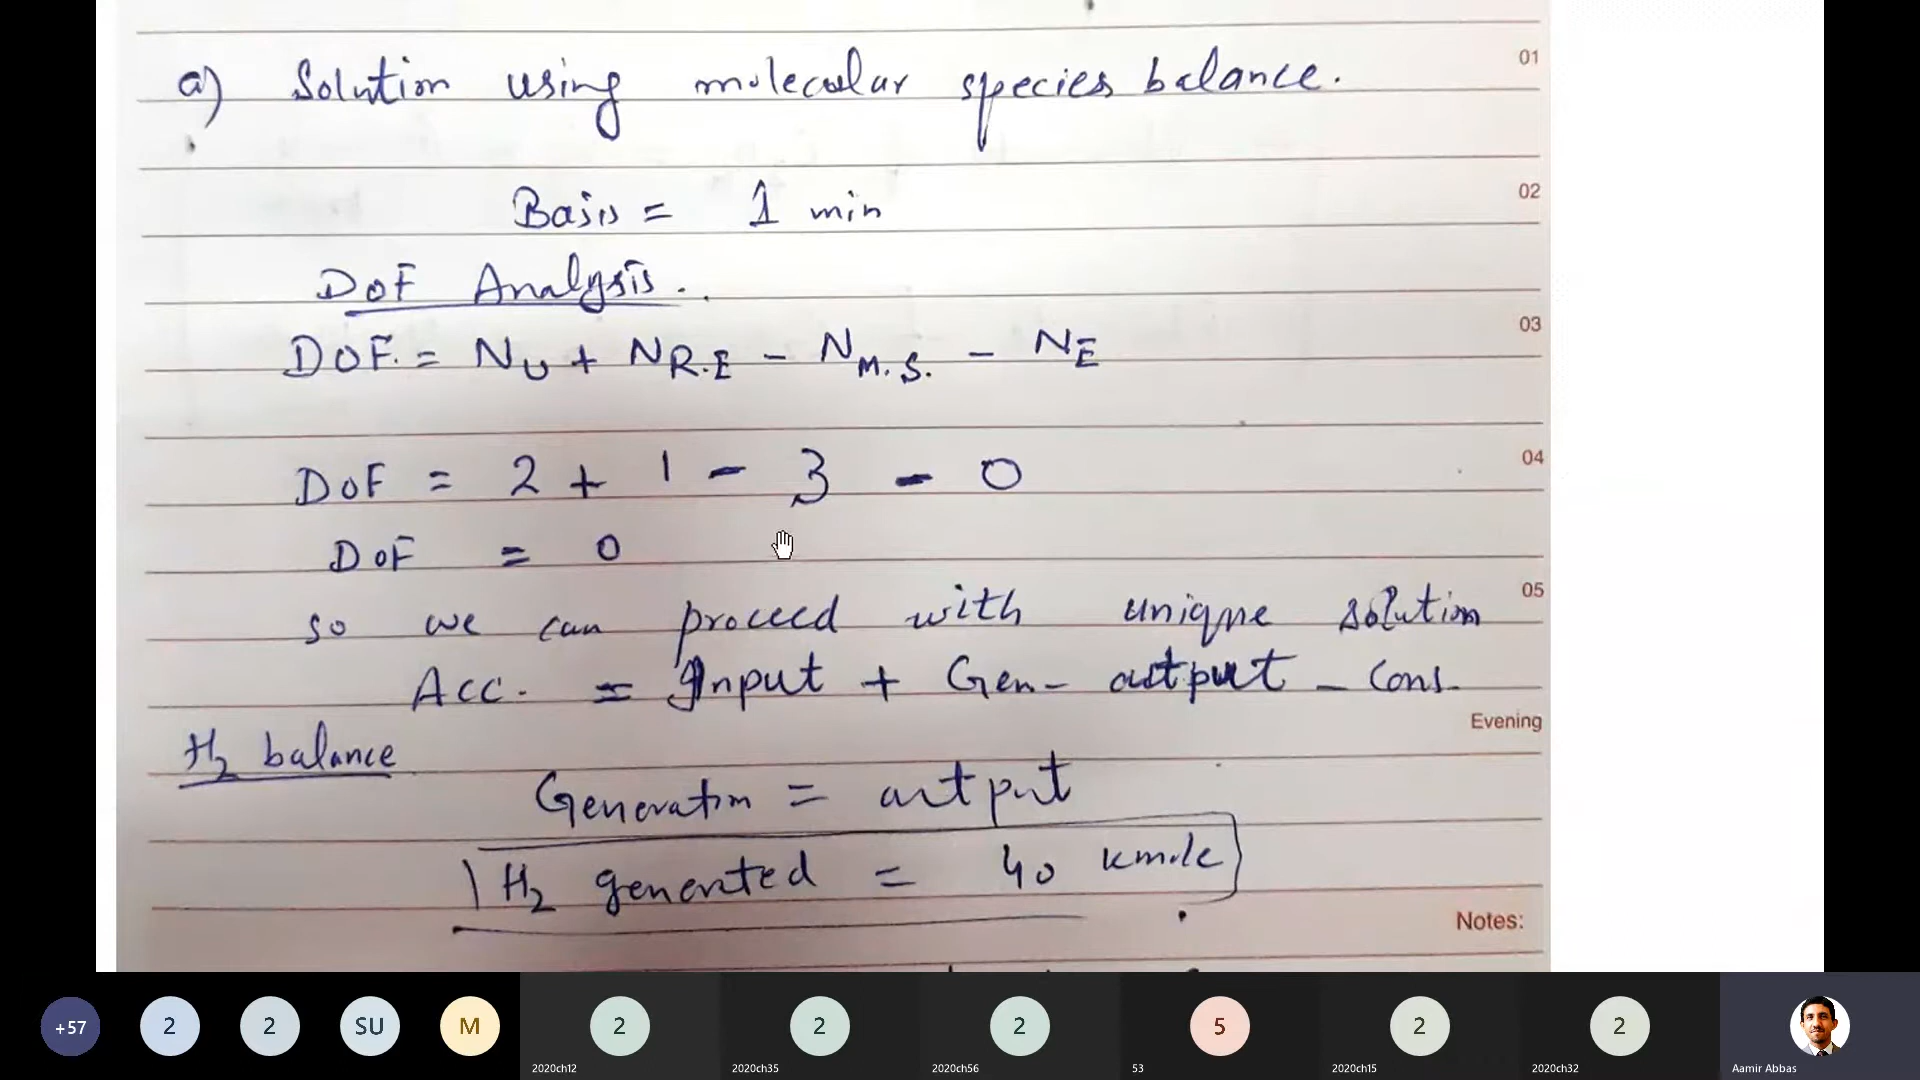 01
a) Solution using molecular species balance.
02
Basis = 1 min
DoF Analysis.
03
DOF. = NU + NR.E - NM.S. - NE
04
DoF = 2 + 1 - 3 - 0
DoF = 0
05
so we can proceed with unique solution
Acc. = Input + Gen - output - Cons.
Evening
H2 balance
Generation = output
H2 generated = 40 kmole
Notes:
+57 2 2 SU M 2 2 2 5 2 2
2020ch12 2020ch35 2020ch56 53 2020ch15 2020ch32 Aamir Abbas